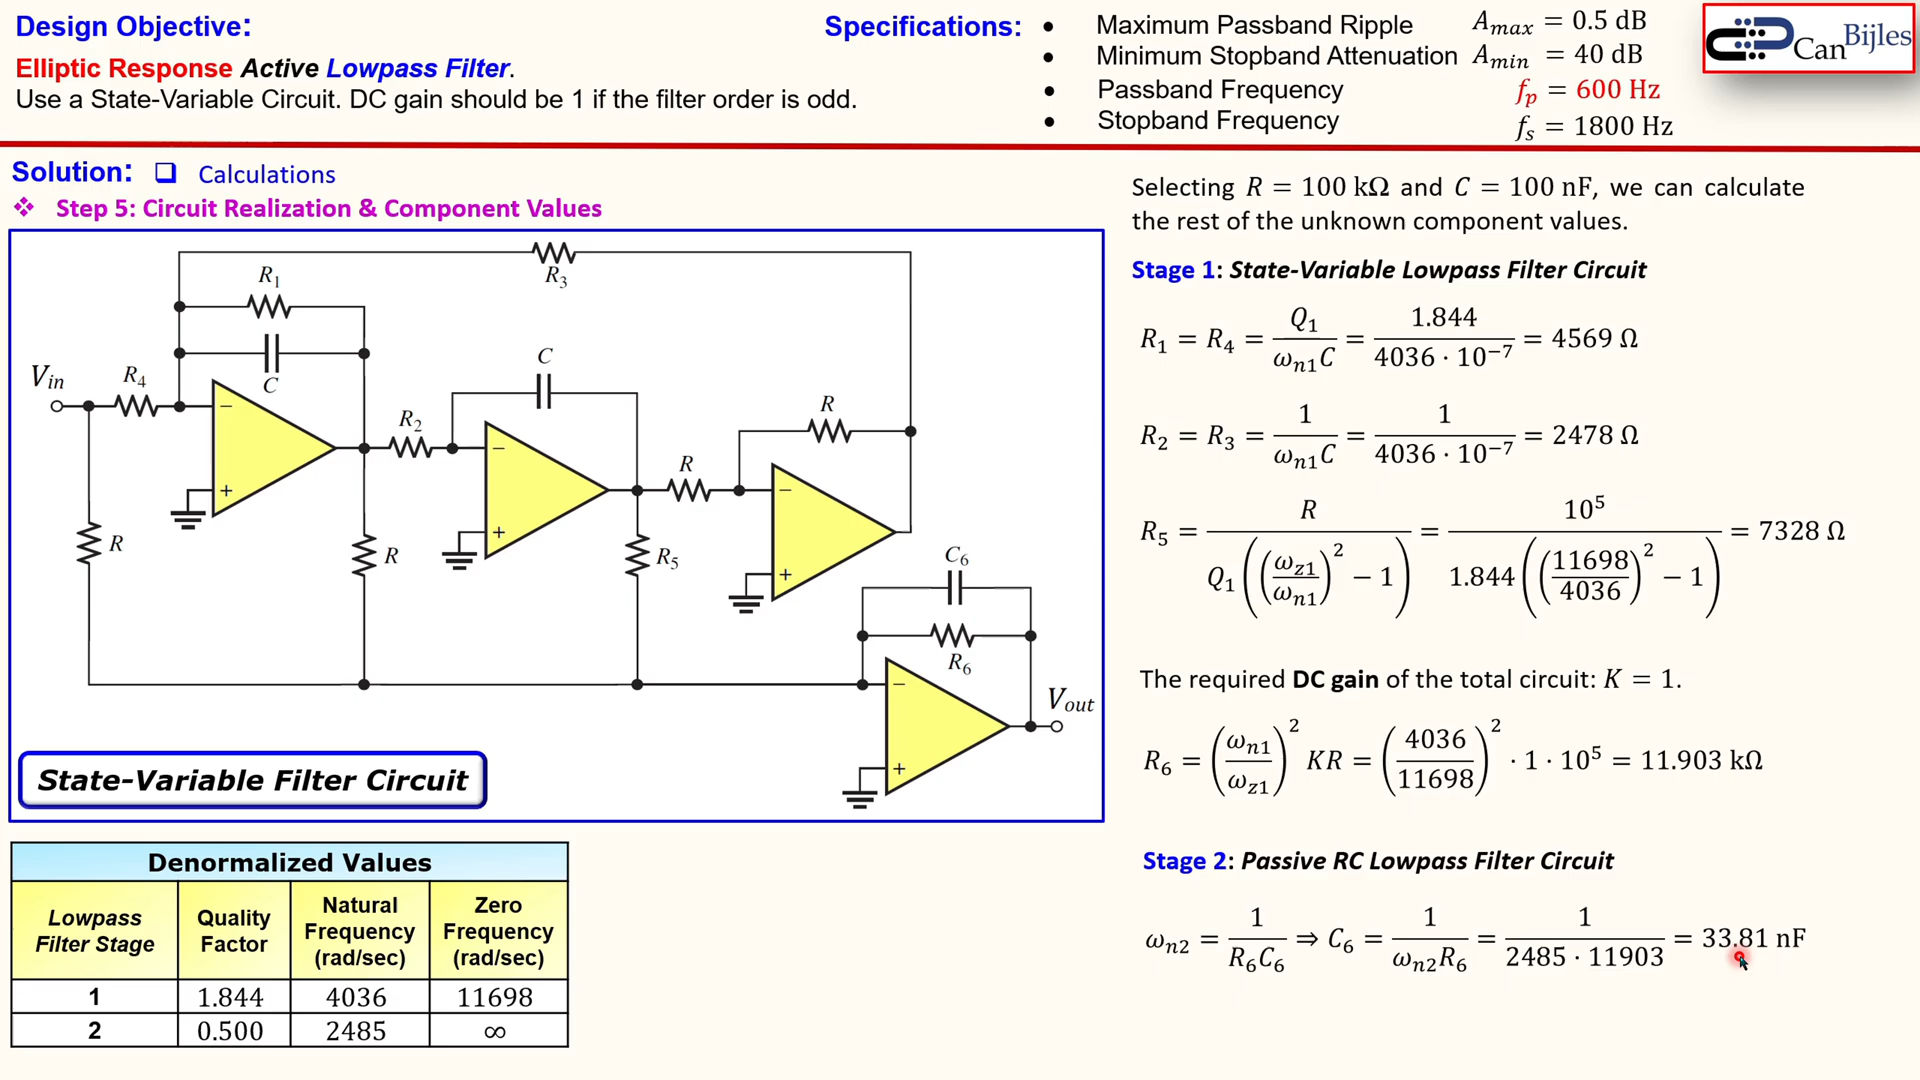 Design Objective:
Elliptic Response Active Lowpass Filter.
Use a State-Variable Circuit. DC gain should be 1 if the filter order is odd.
Specifications:
• Maximum Passband Ripple A_max = 0.5 dB
• Minimum Stopband Attenuation A_min = 40 dB
• Passband Frequency f_p = 600 Hz
• Stopband Frequency f_s = 1800 Hz
CanBijles
Solution: ❑ Calculations
❖ Step 5: Circuit Realization & Component Values
R_3
R_1
C
V_in
R_4
−
+
R
R_2
R
C
−
+
R_5
R
R
−
+
C_6
R_6
−
+
V_out
State-Variable Filter Circuit
Denormalized Values
Lowpass Filter Stage | Quality Factor | Natural Frequency (rad/sec) | Zero Frequency (rad/sec)
1 | 1.844 | 4036 | 11698
2 | 0.500 | 2485 | ∞
Selecting R = 100 kΩ and C = 100 nF, we can calculate
the rest of the unknown component values.
Stage 1: State-Variable Lowpass Filter Circuit
R_1 = R_4 = Q_1/(ω_n1 C) = 1.844/(4036 · 10^−7) = 4569 Ω
R_2 = R_3 = 1/(ω_n1 C) = 1/(4036 · 10^−7) = 2478 Ω
R_5 = R/(Q_1((ω_z1/ω_n1)^2 − 1)) = 10^5/(1.844((11698/4036)^2 − 1)) = 7328 Ω
The required DC gain of the total circuit: K = 1.
R_6 = (ω_n1/ω_z1)^2 KR = (4036/11698)^2 · 1 · 10^5 = 11.903 kΩ
Stage 2: Passive RC Lowpass Filter Circuit
ω_n2 = 1/(R_6 C_6) ⇒ C_6 = 1/(ω_n2 R_6) = 1/(2485 · 11903) = 33.81 nF